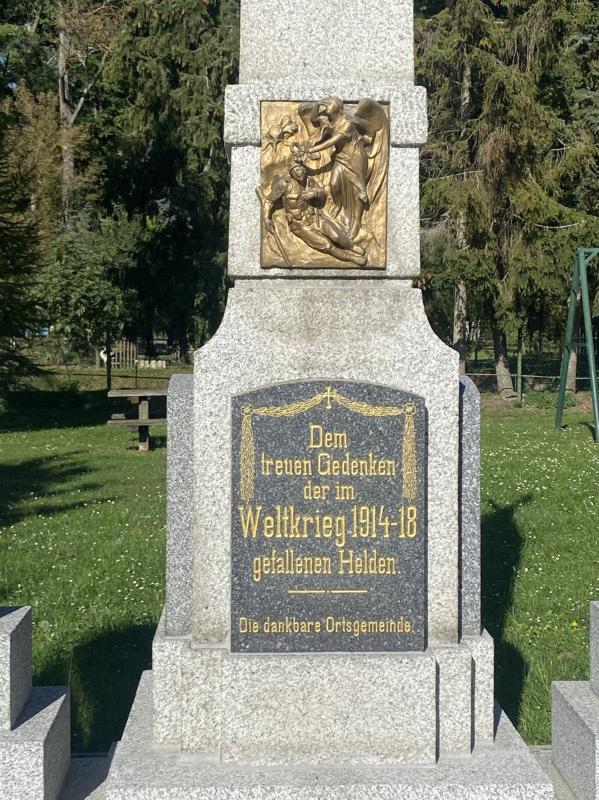 Dem
treuen Gedenken
der im
Weltkrieg 1914-18
gefallenen Helden.
Die dankbare Ortsgemeinde.